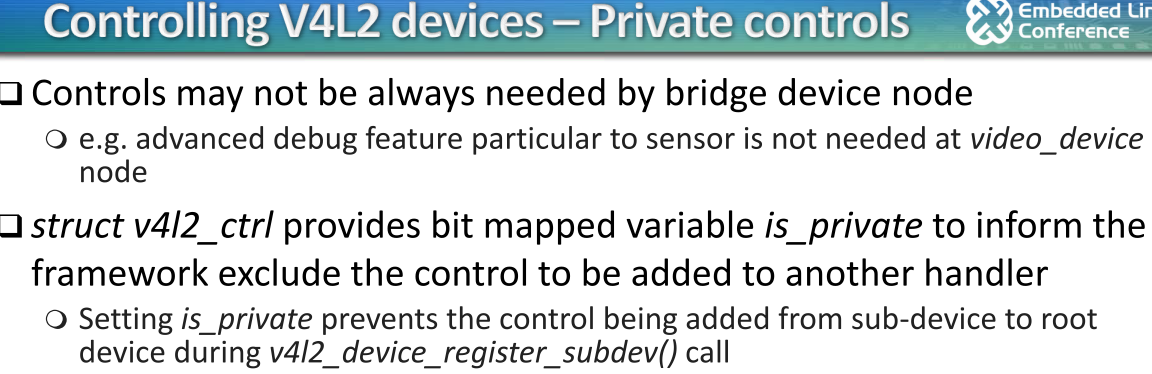 Controlling V4L2 devices – Private controls
Embedded Lin
Conference
Controls may not be always needed by bridge device node
e.g. advanced debug feature particular to sensor is not needed at video_device
node
struct v4l2_ctrl provides bit mapped variable is_private to inform the
framework exclude the control to be added to another handler
Setting is_private prevents the control being added from sub-device to root
device during v4l2_device_register_subdev() call